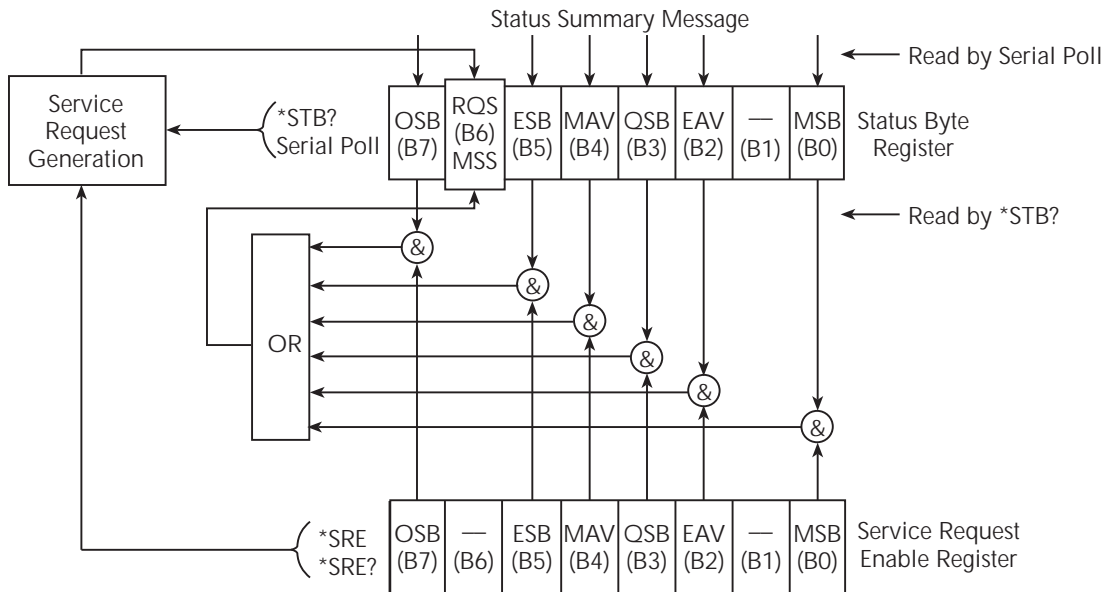 Status Summary Message
Read by Serial Poll
Service
Request
Generation
*STB?
Serial Poll
OSB
(B7)
RQS
(B6)
MSS
ESB
(B5)
MAV
(B4)
QSB
(B3)
EAV
(B2)
—
(B1)
MSB
(B0)
Status Byte
Register
Read by *STB?
&
&
&
OR
&
&
&
*SRE
*SRE?
OSB
(B7)
—
(B6)
ESB
(B5)
MAV
(B4)
QSB
(B3)
EAV
(B2)
—
(B1)
MSB
(B0)
Service Request
Enable Register